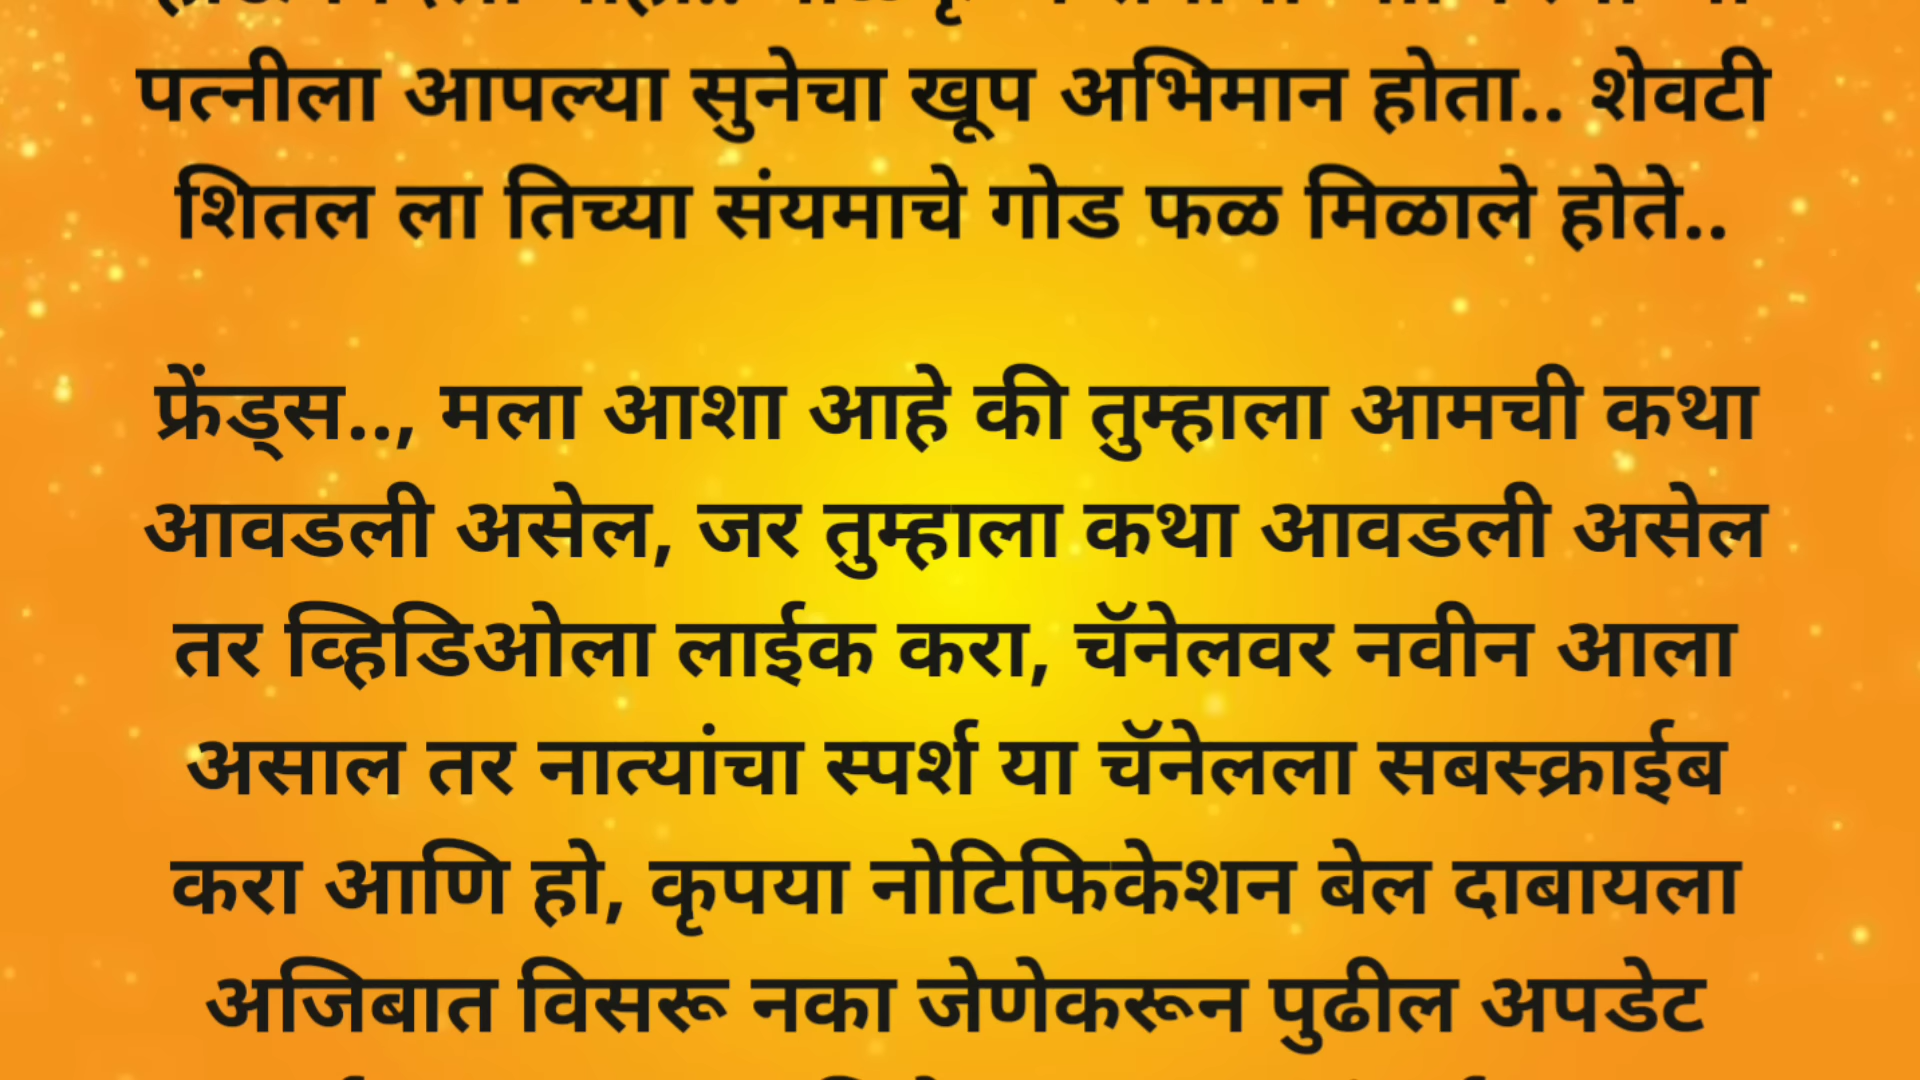 पत्नीला आपल्या सुनेचा खूप अभिमान होता.. शेवटी
शितल ला तिच्या संयमाचे गोड फळ मिळाले होते..
फ्रेंड्स.., मला आशा आहे की तुम्हाला आमची कथा
आवडली असेल, जर तुम्हाला कथा आवडली असेल
तर व्हिडिओला लाईक करा, चॅनेलवर नवीन आला
असाल तर नात्यांचा स्पर्श या चॅनेलला सबस्क्राईब
करा आणि हो, कृपया नोटिफिकेशन बेल दाबायला
अजिबात विसरू नका जेणेकरून पुढील अपडेट